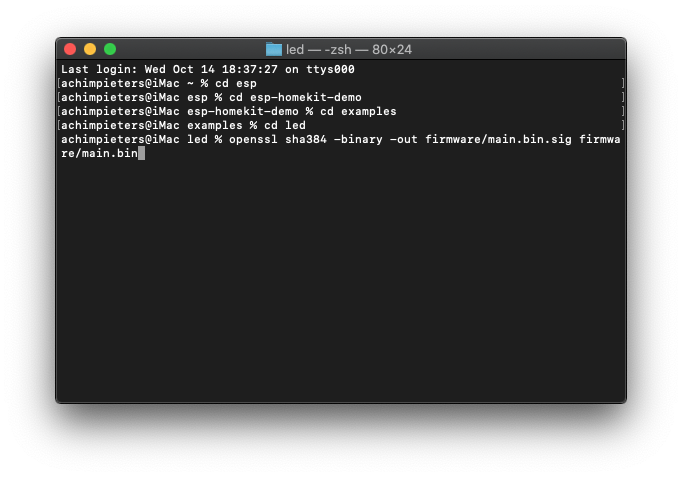 led — -zsh — 80×24
Last login: Wed Oct 14 18:37:27 on ttys000
[achimpieters@iMac ~ % cd esp ]
[achimpieters@iMac esp % cd esp-homekit-demo ]
[achimpieters@iMac esp-homekit-demo % cd examples ]
[achimpieters@iMac examples % cd led ]
achimpieters@iMac led % openssl sha384 -binary -out firmware/main.bin.sig firmwa
re/main.bin